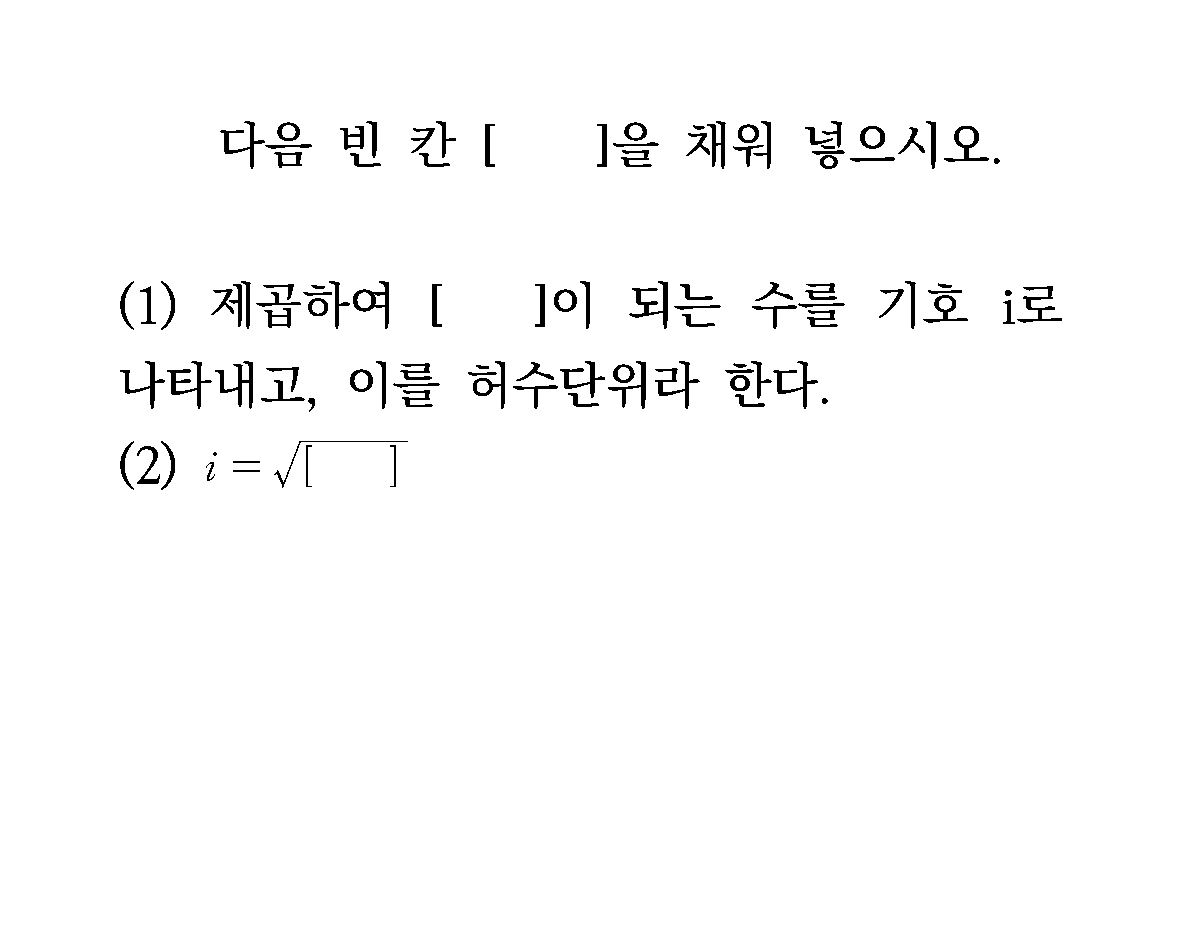 다음 빈 칸 [     ]을 채워 넣으시오.
(1) 제곱하여 [     ]이 되는 수를 기호 i로
나타내고, 이를 허수단위라 한다.
(2) i = √[     ]